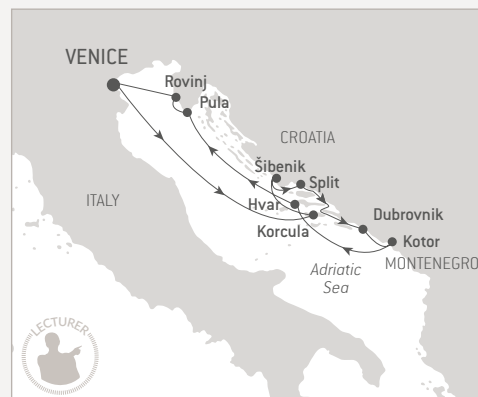 VENICE
Rovinj
Pula
CROATIA
Šibenik
Split
ITALY
Hvar
Korcula
Dubrovnik
Kotor
MONTENEGRO
Adriatic
Sea
LECTURER